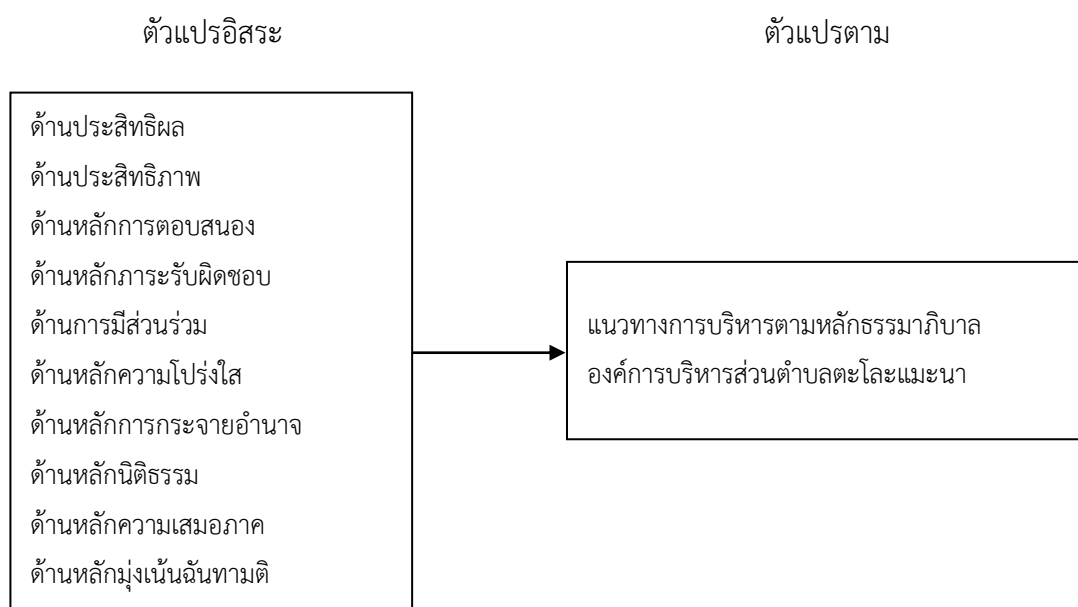 ตัวแปรอิสระ
ตัวแปรตาม
ด้านประสิทธิผล
ด้านประสิทธิภาพ
ด้านหลักการตอบสนอง
ด้านหลักภาระรับผิดชอบ
ด้านการมีส่วนร่วม
ด้านหลักความโปร่งใส
ด้านหลักการกระจายอำนาจ
ด้านหลักนิติธรรม
ด้านหลักความเสมอภาค
ด้านหลักมุ่งเน้นฉันทามติ
แนวทางการบริหารตามหลักธรรมาภิบาล
องค์การบริหารส่วนตำบลตะโละแมะนา